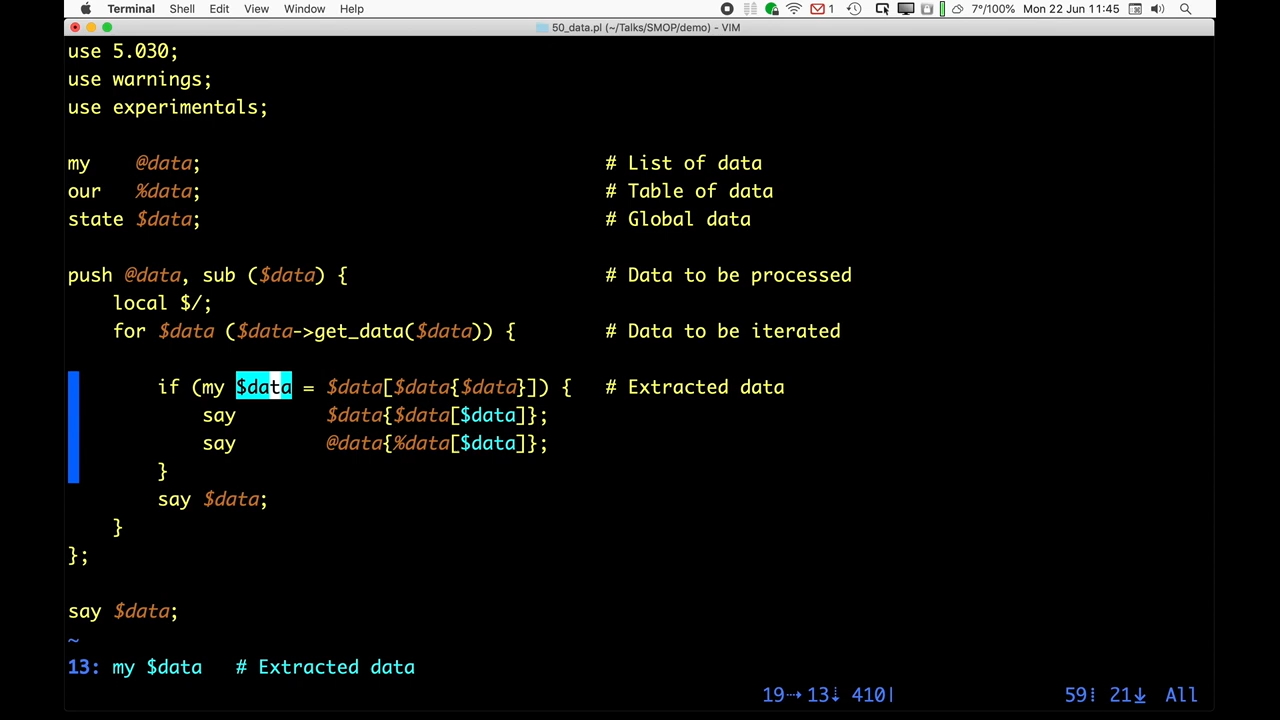 Terminal Shell Edit View Window Help 1 7°/100% Mon 22 Jun 11:45
50_data.pl (~/Talks/SMOP/demo) - VIM
use 5.030;
use warnings;
use experimentals;
my @data; # List of data
our %data; # Table of data
state $data; # Global data
push @data, sub ($data) { # Data to be processed
local $/;
for $data ($data->get_data($data)) { # Data to be iterated
if (my $data = $data[$data{$data}]) { # Extracted data
say $data{$data[$data]};
say @data{%data[$data]};
}
say $data;
}
};
say $data;
~
13: my $data # Extracted data
19⇢ 13⇣ 410| 59⁝ 21↧ All